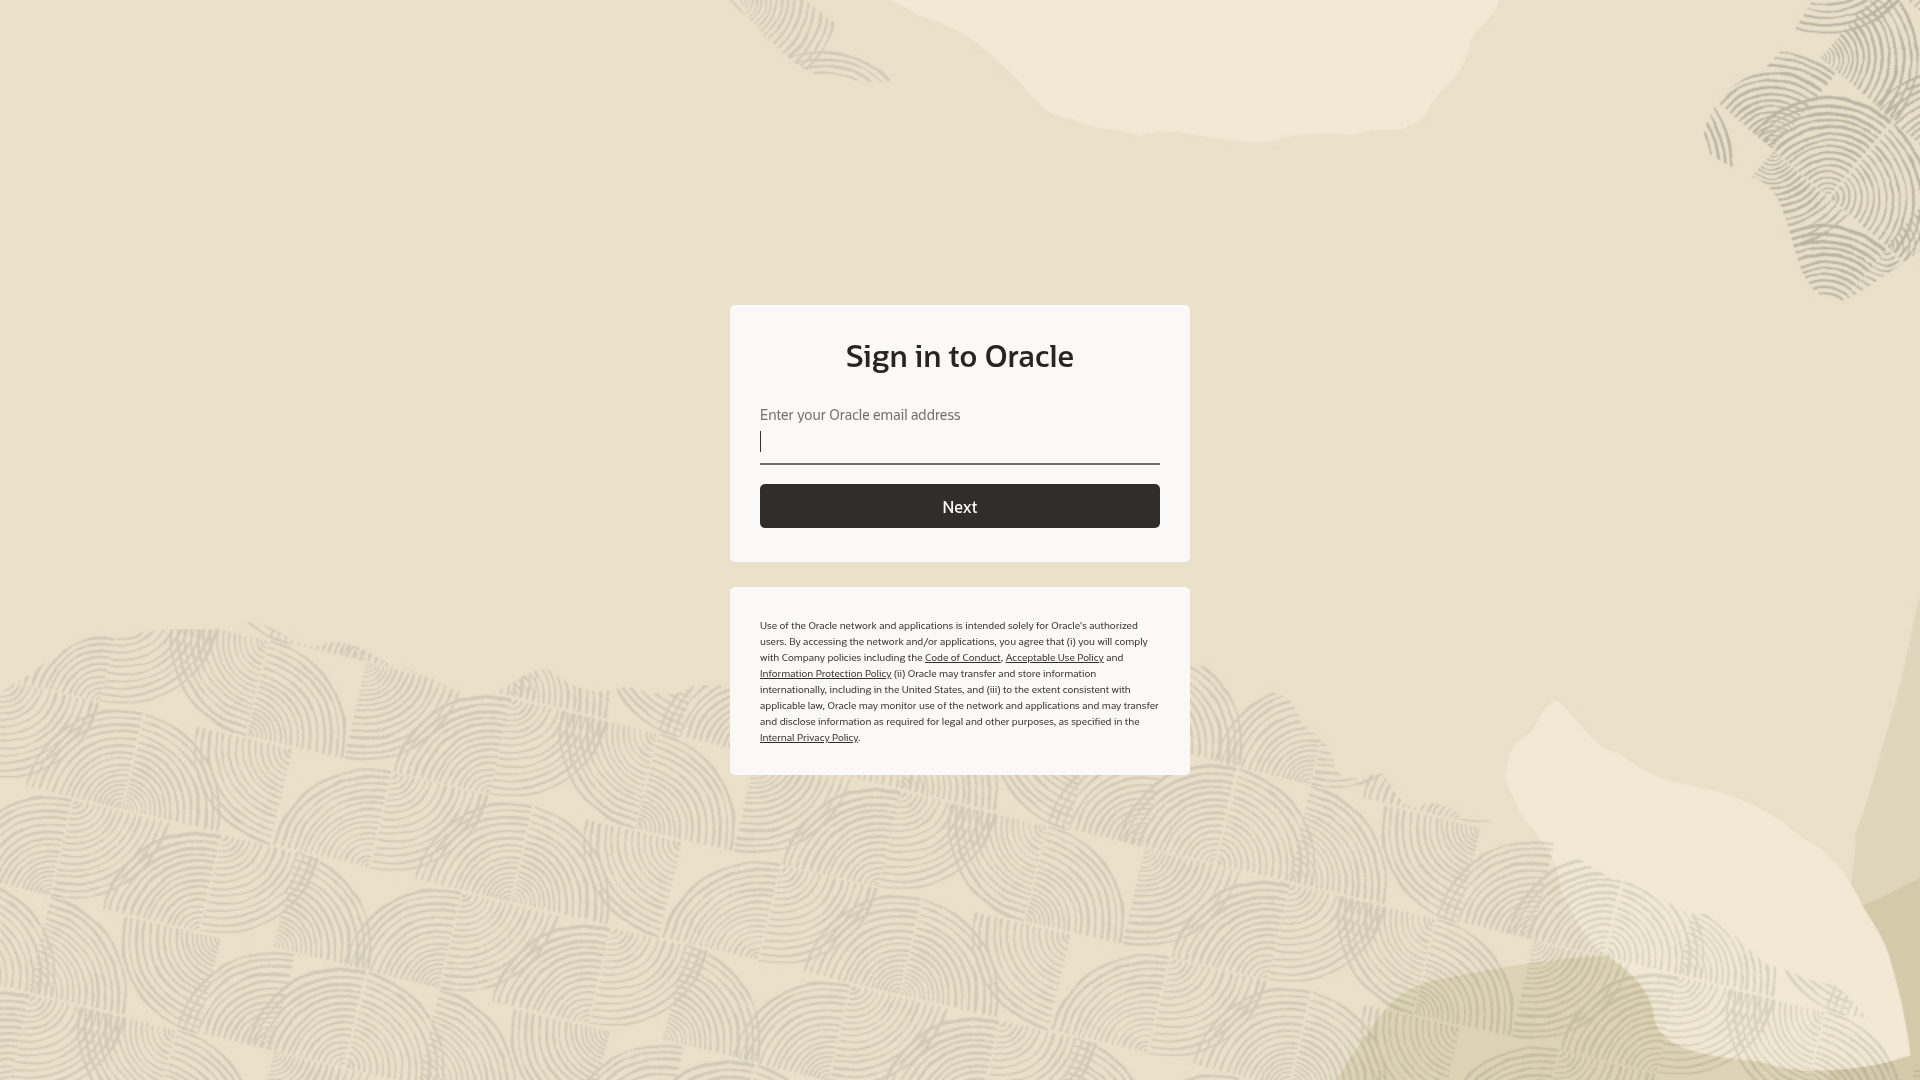 Sign in to Oracle
Enter your Oracle email address
Next
Use of the Oracle network and applications is intended solely for Oracle's authorized
users. By accessing the network and/or applications, you agree that (i) you will comply
with Company policies including the Code of Conduct, Acceptable Use Policy and
Information Protection Policy (ii) Oracle may transfer and store information
internationally, including in the United States, and (iii) to the extent consistent with
applicable law, Oracle may monitor use of the network and applications and may transfer
and disclose information as required for legal and other purposes, as specified in the
Internal Privacy Policy.